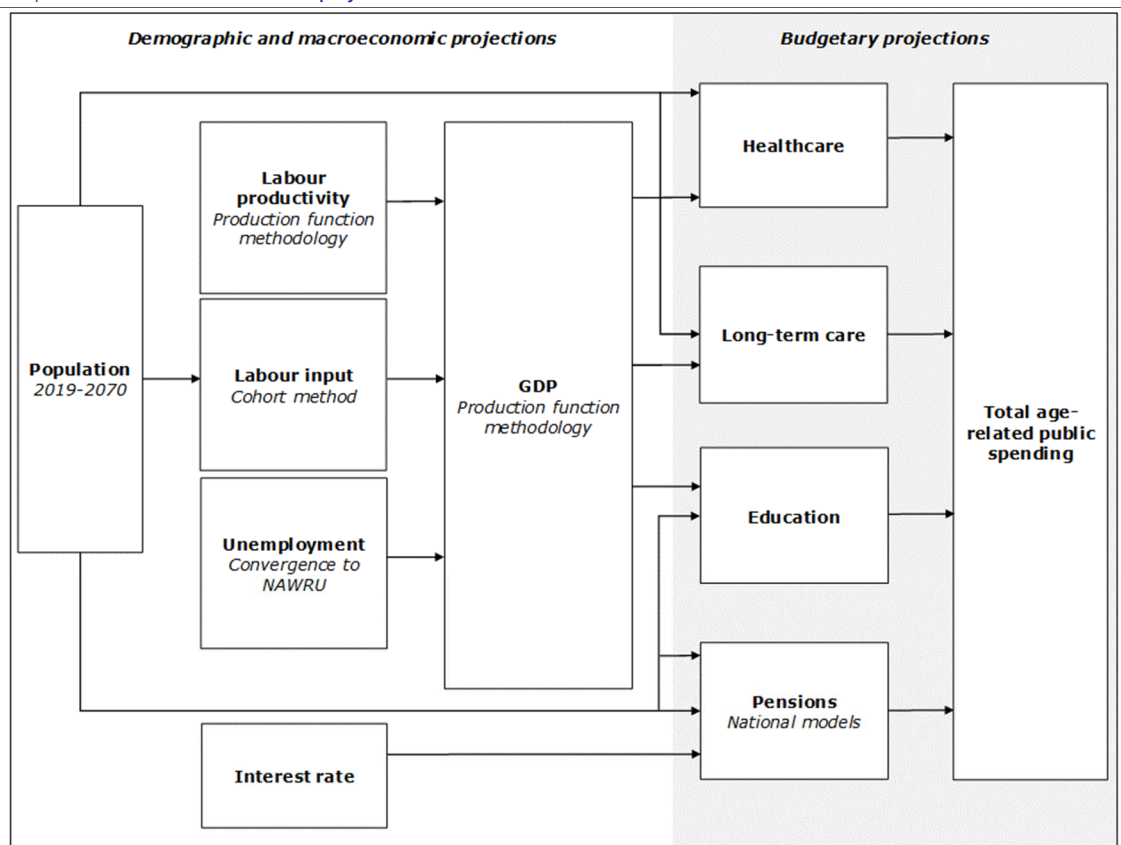 Demographic and macroeconomic projections
Budgetary projections
Population
2019-2070
Labour
productivity
Production function
methodology
Labour input
Cohort method
Unemployment
Convergence to
NAWRU
Interest rate
GDP
Production function
methodology
Healthcare
Long-term care
Education
Pensions
National models
Total age-
related public
spending